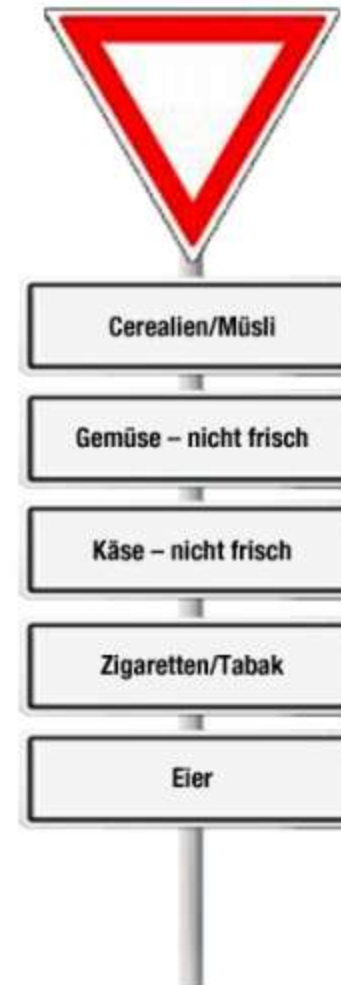 Cerealien/Müsli
Gemüse – nicht frisch
Käse – nicht frisch
Zigaretten/Tabak
Eier